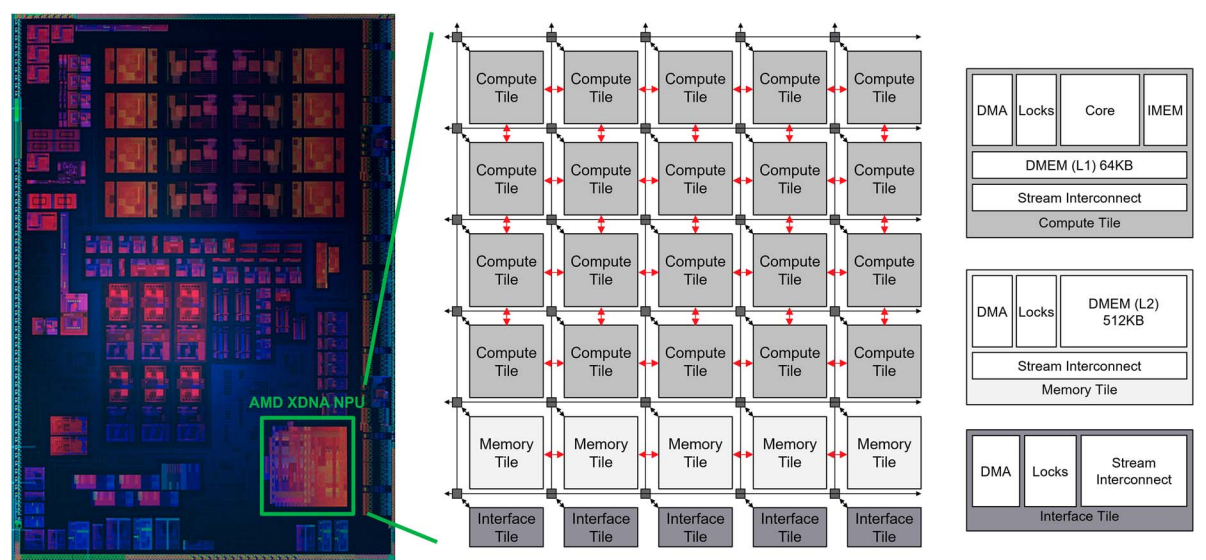 AMD XDNA NPU
Compute Tile Compute Tile Compute Tile Compute Tile Compute Tile
Compute Tile Compute Tile Compute Tile Compute Tile Compute Tile
Compute Tile Compute Tile Compute Tile Compute Tile Compute Tile
Compute Tile Compute Tile Compute Tile Compute Tile Compute Tile
Memory Tile Memory Tile Memory Tile Memory Tile Memory Tile
Interface Tile Interface Tile Interface Tile Interface Tile Interface Tile
DMA Locks Core IMEM
DMEM (L1) 64KB
Stream Interconnect
Compute Tile
DMA Locks DMEM (L2) 512KB
Stream Interconnect
Memory Tile
DMA Locks Stream Interconnect
Interface Tile